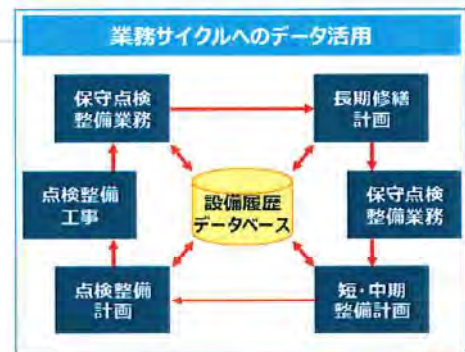 業務サイクルへのデータ活用
保守点検
整備業務
長期修繕
計画
点検整備
工事
設備履歴
データベース
保守点検
整備業務
点検整備
計画
短・中期
整備計画